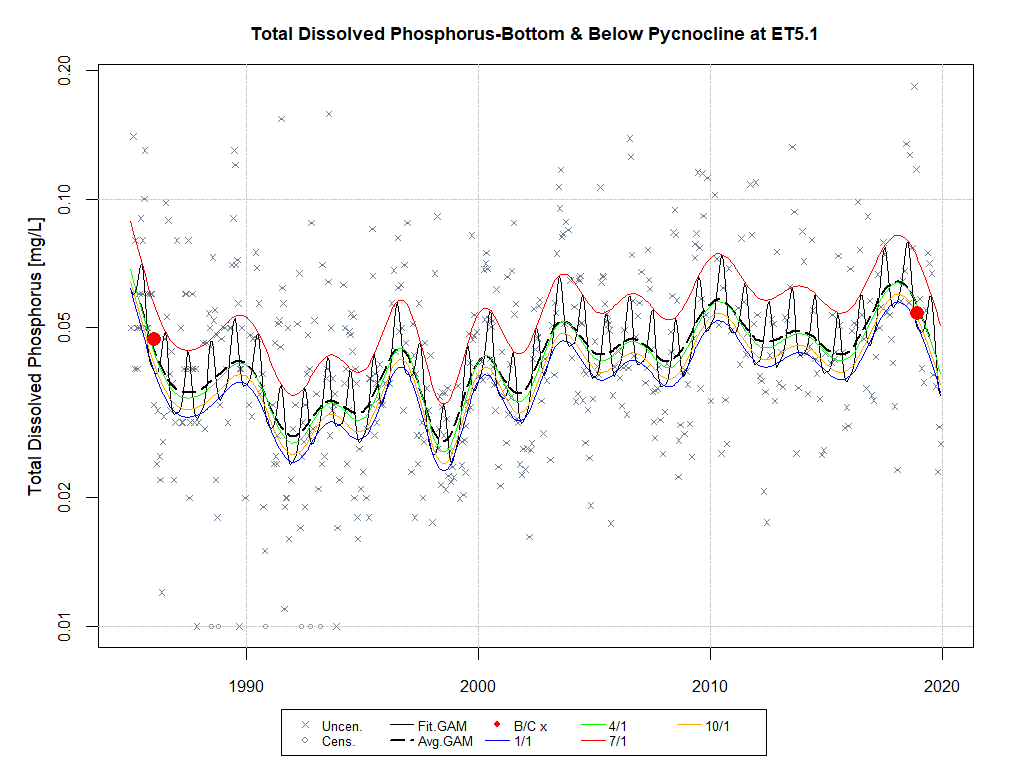 Total Dissolved Phosphorus-Bottom & Below Pycnocline at ET5.1
Total Dissolved Phosphorus [mg/L]
0.20
0.10
0.05
0.02
0.01
1990 2000 2010 2020
Uncen. Fit.GAM B/C x 4/1 10/1
Cens. Avg.GAM 1/1 7/1